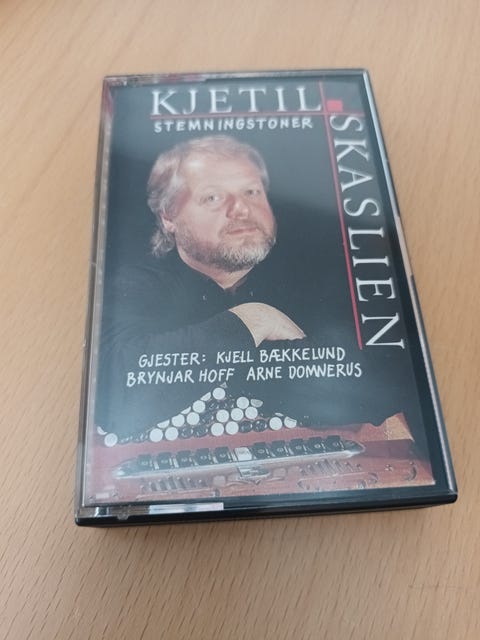 KJETIL
SKASLIEN
STEMNINGSTONER
GJESTER: KJELL BÆKKELUND
BRYNJAR HOFF ARNE DOMNERUS